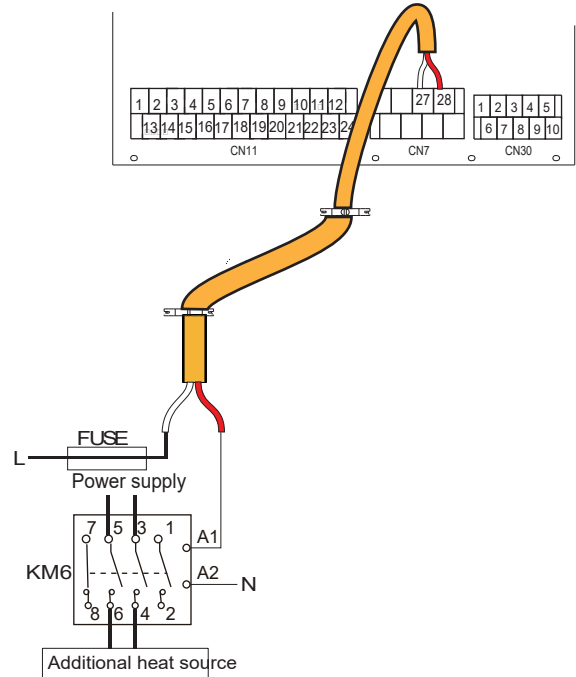 27 28
1 2 3 4 5 6 7 8 9 10 11 12
1 2 3 4 5
13 14 15 16 17 18 19 20 21 22 23 24
6 7 8 9 10
CN11 CN7 CN30
FUSE
L
Power supply
7 5 3 1
A1
KM6
A2
N
8 6 4 2
Additional heat source